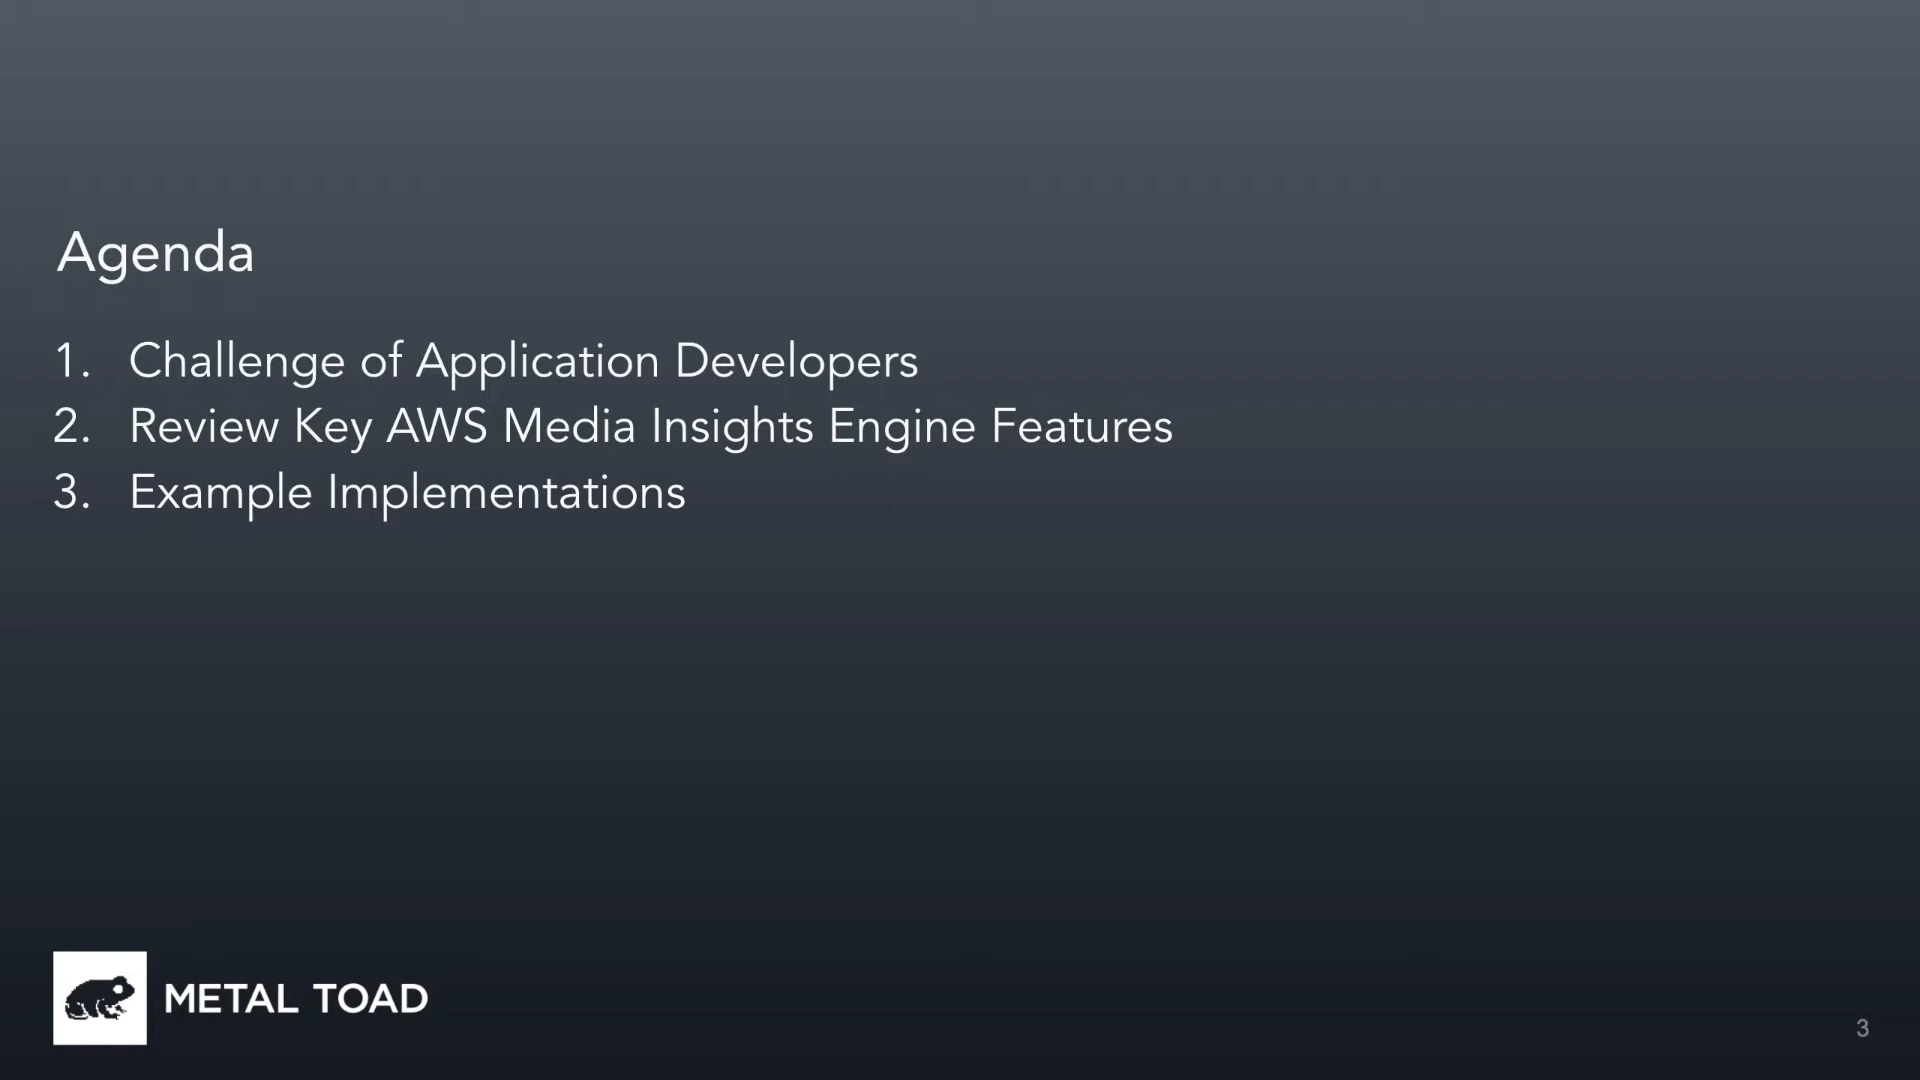 Agenda
1. Challenge of Application Developers
2. Review Key AWS Media Insights Engine Features
3. Example Implementations
METAL TOAD
3